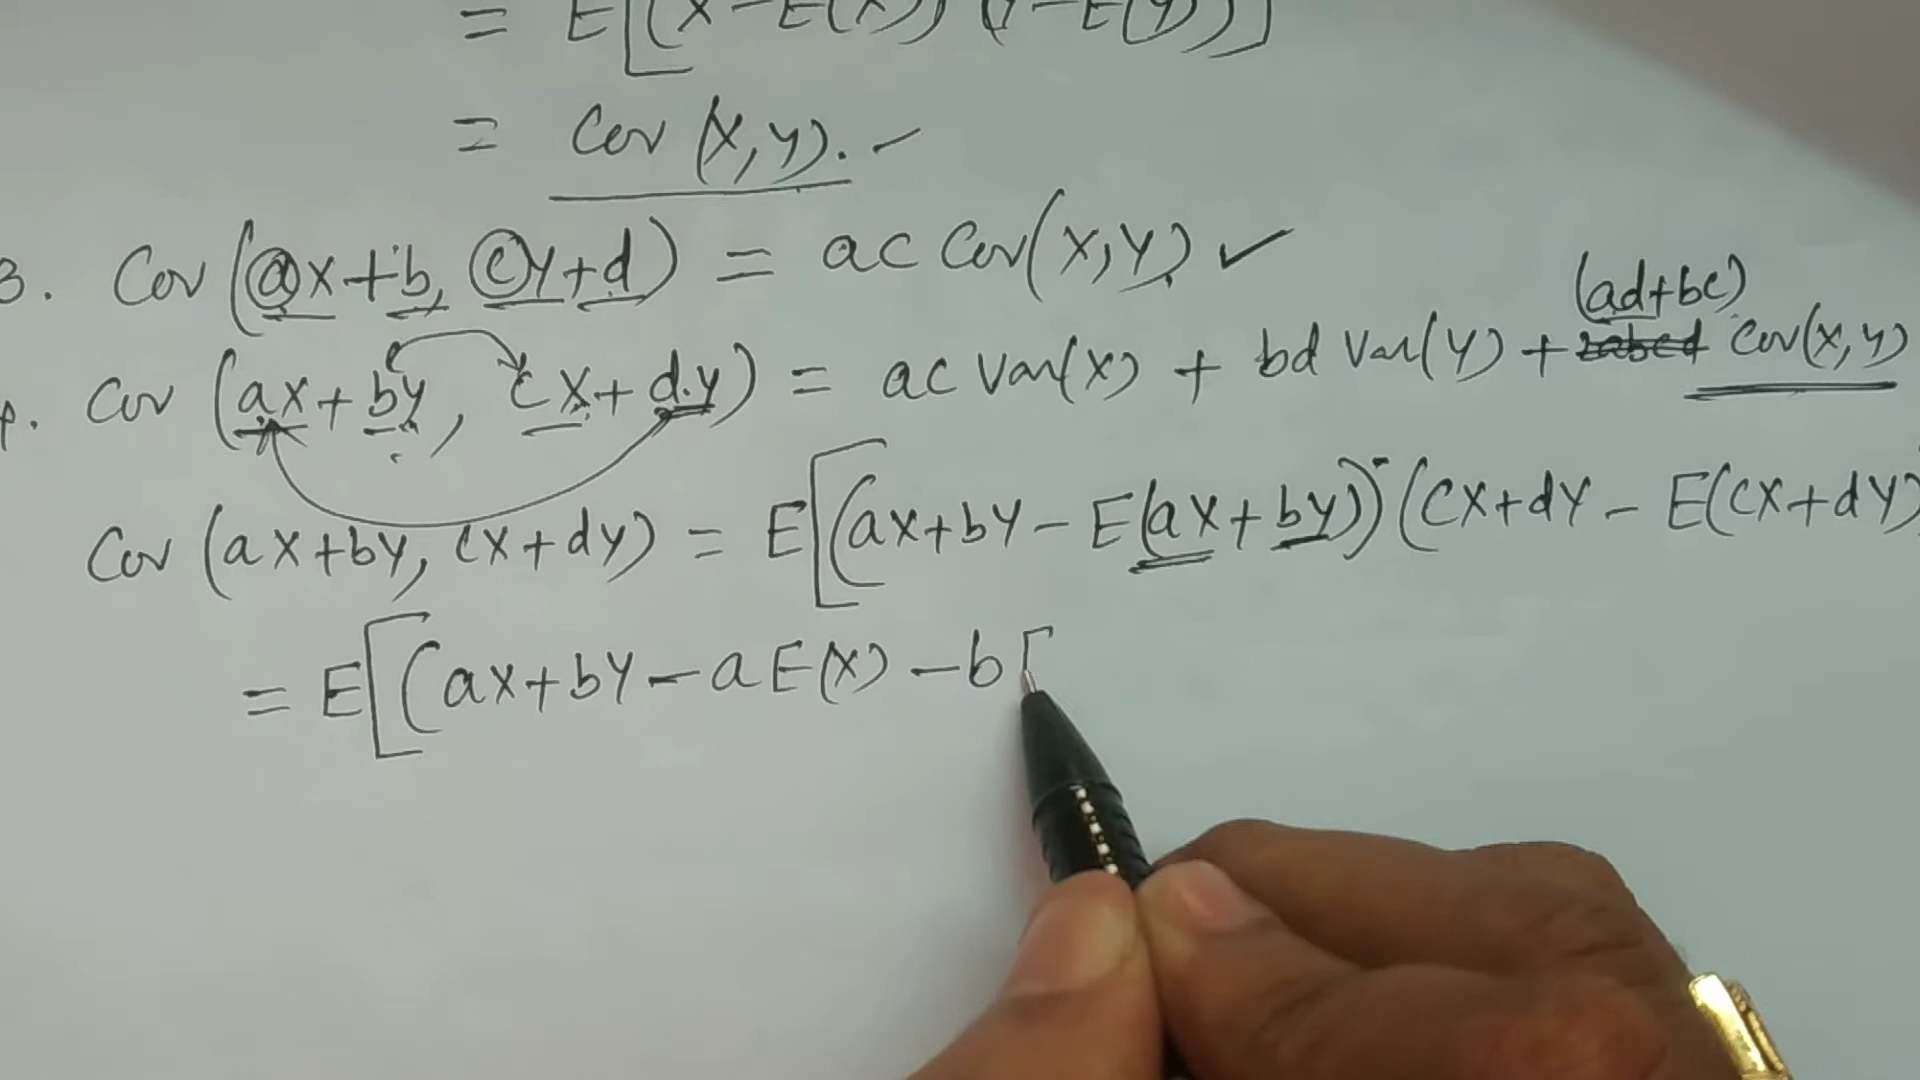 = E[(X-E(X)) (Y-E(Y))]
= Cov (X,Y).
3. Cov (aX+b, cY+d) = ac Cov(X,Y) ✓
4. Cov (aX+bY, cX+d.Y) = ac Var(X) + bd Var(Y) + (ad+bc) Cov(X,Y)
Cov (aX+bY, cX+dY) = E[(aX+bY - E(aX+bY)) (cX+dY - E(cX+dY)
= E[(aX+bY-aE(X) -b